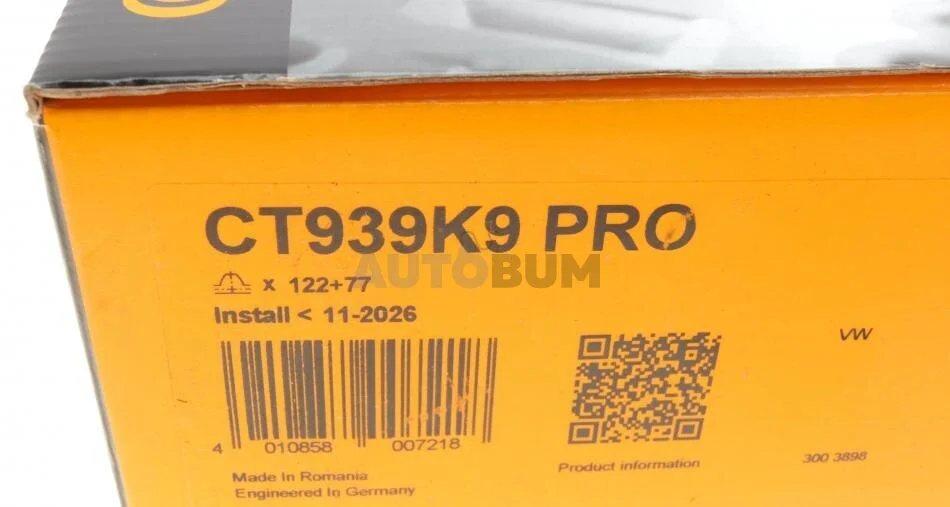 CT939K9 PRO
AUTOBUM
x 122+77
Install < 11-2026
VW
4 010858 007218
Product information
300 3898
Made In Romania
Engineered In Germany